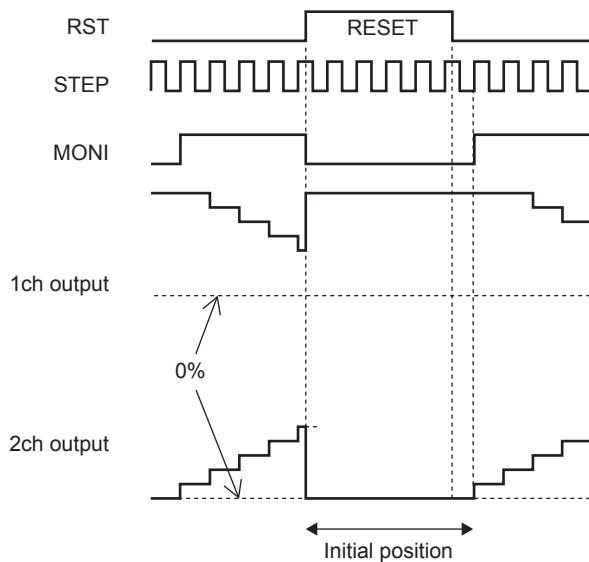 RST
RESET
STEP
MONI
1ch output
0%
2ch output
Initial position